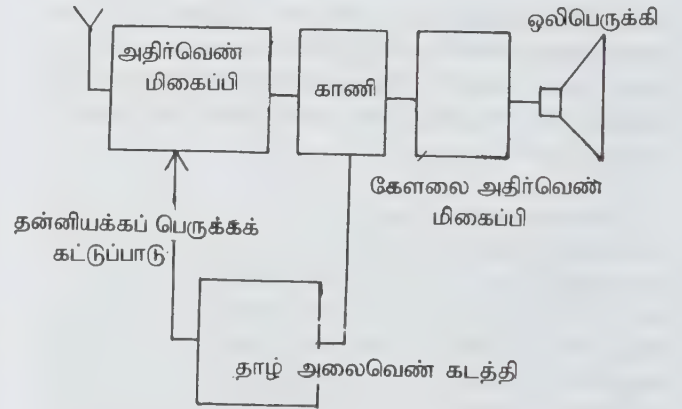 ஒலிபெருக்கி
அதிர்வெண்
மிகைப்பி
காணி
கேளலை அதிர்வெண்
மிகைப்பி
தன்னியக்கப் பெருக்கக்
கட்டுப்பாடு
தாழ் அலைவெண் கடத்தி